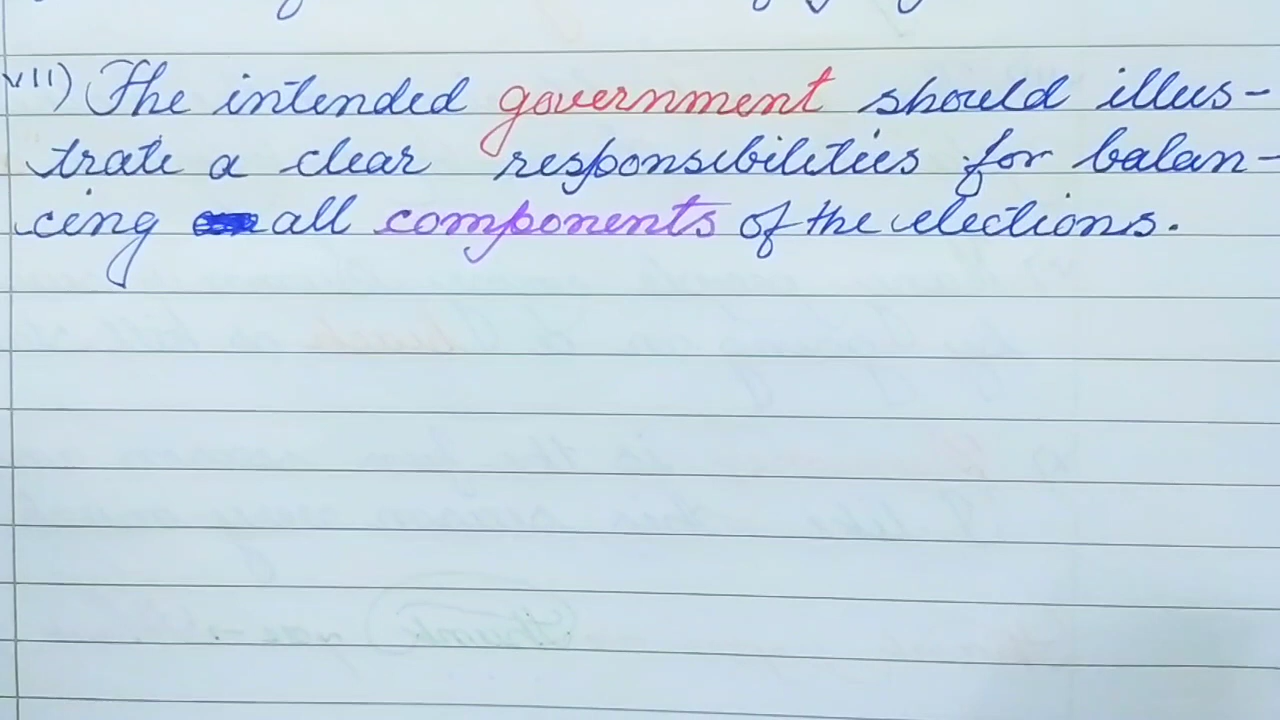 VII) The intended government should illus-
trate a clear responsibilities for balan-
cing all components of the elections.